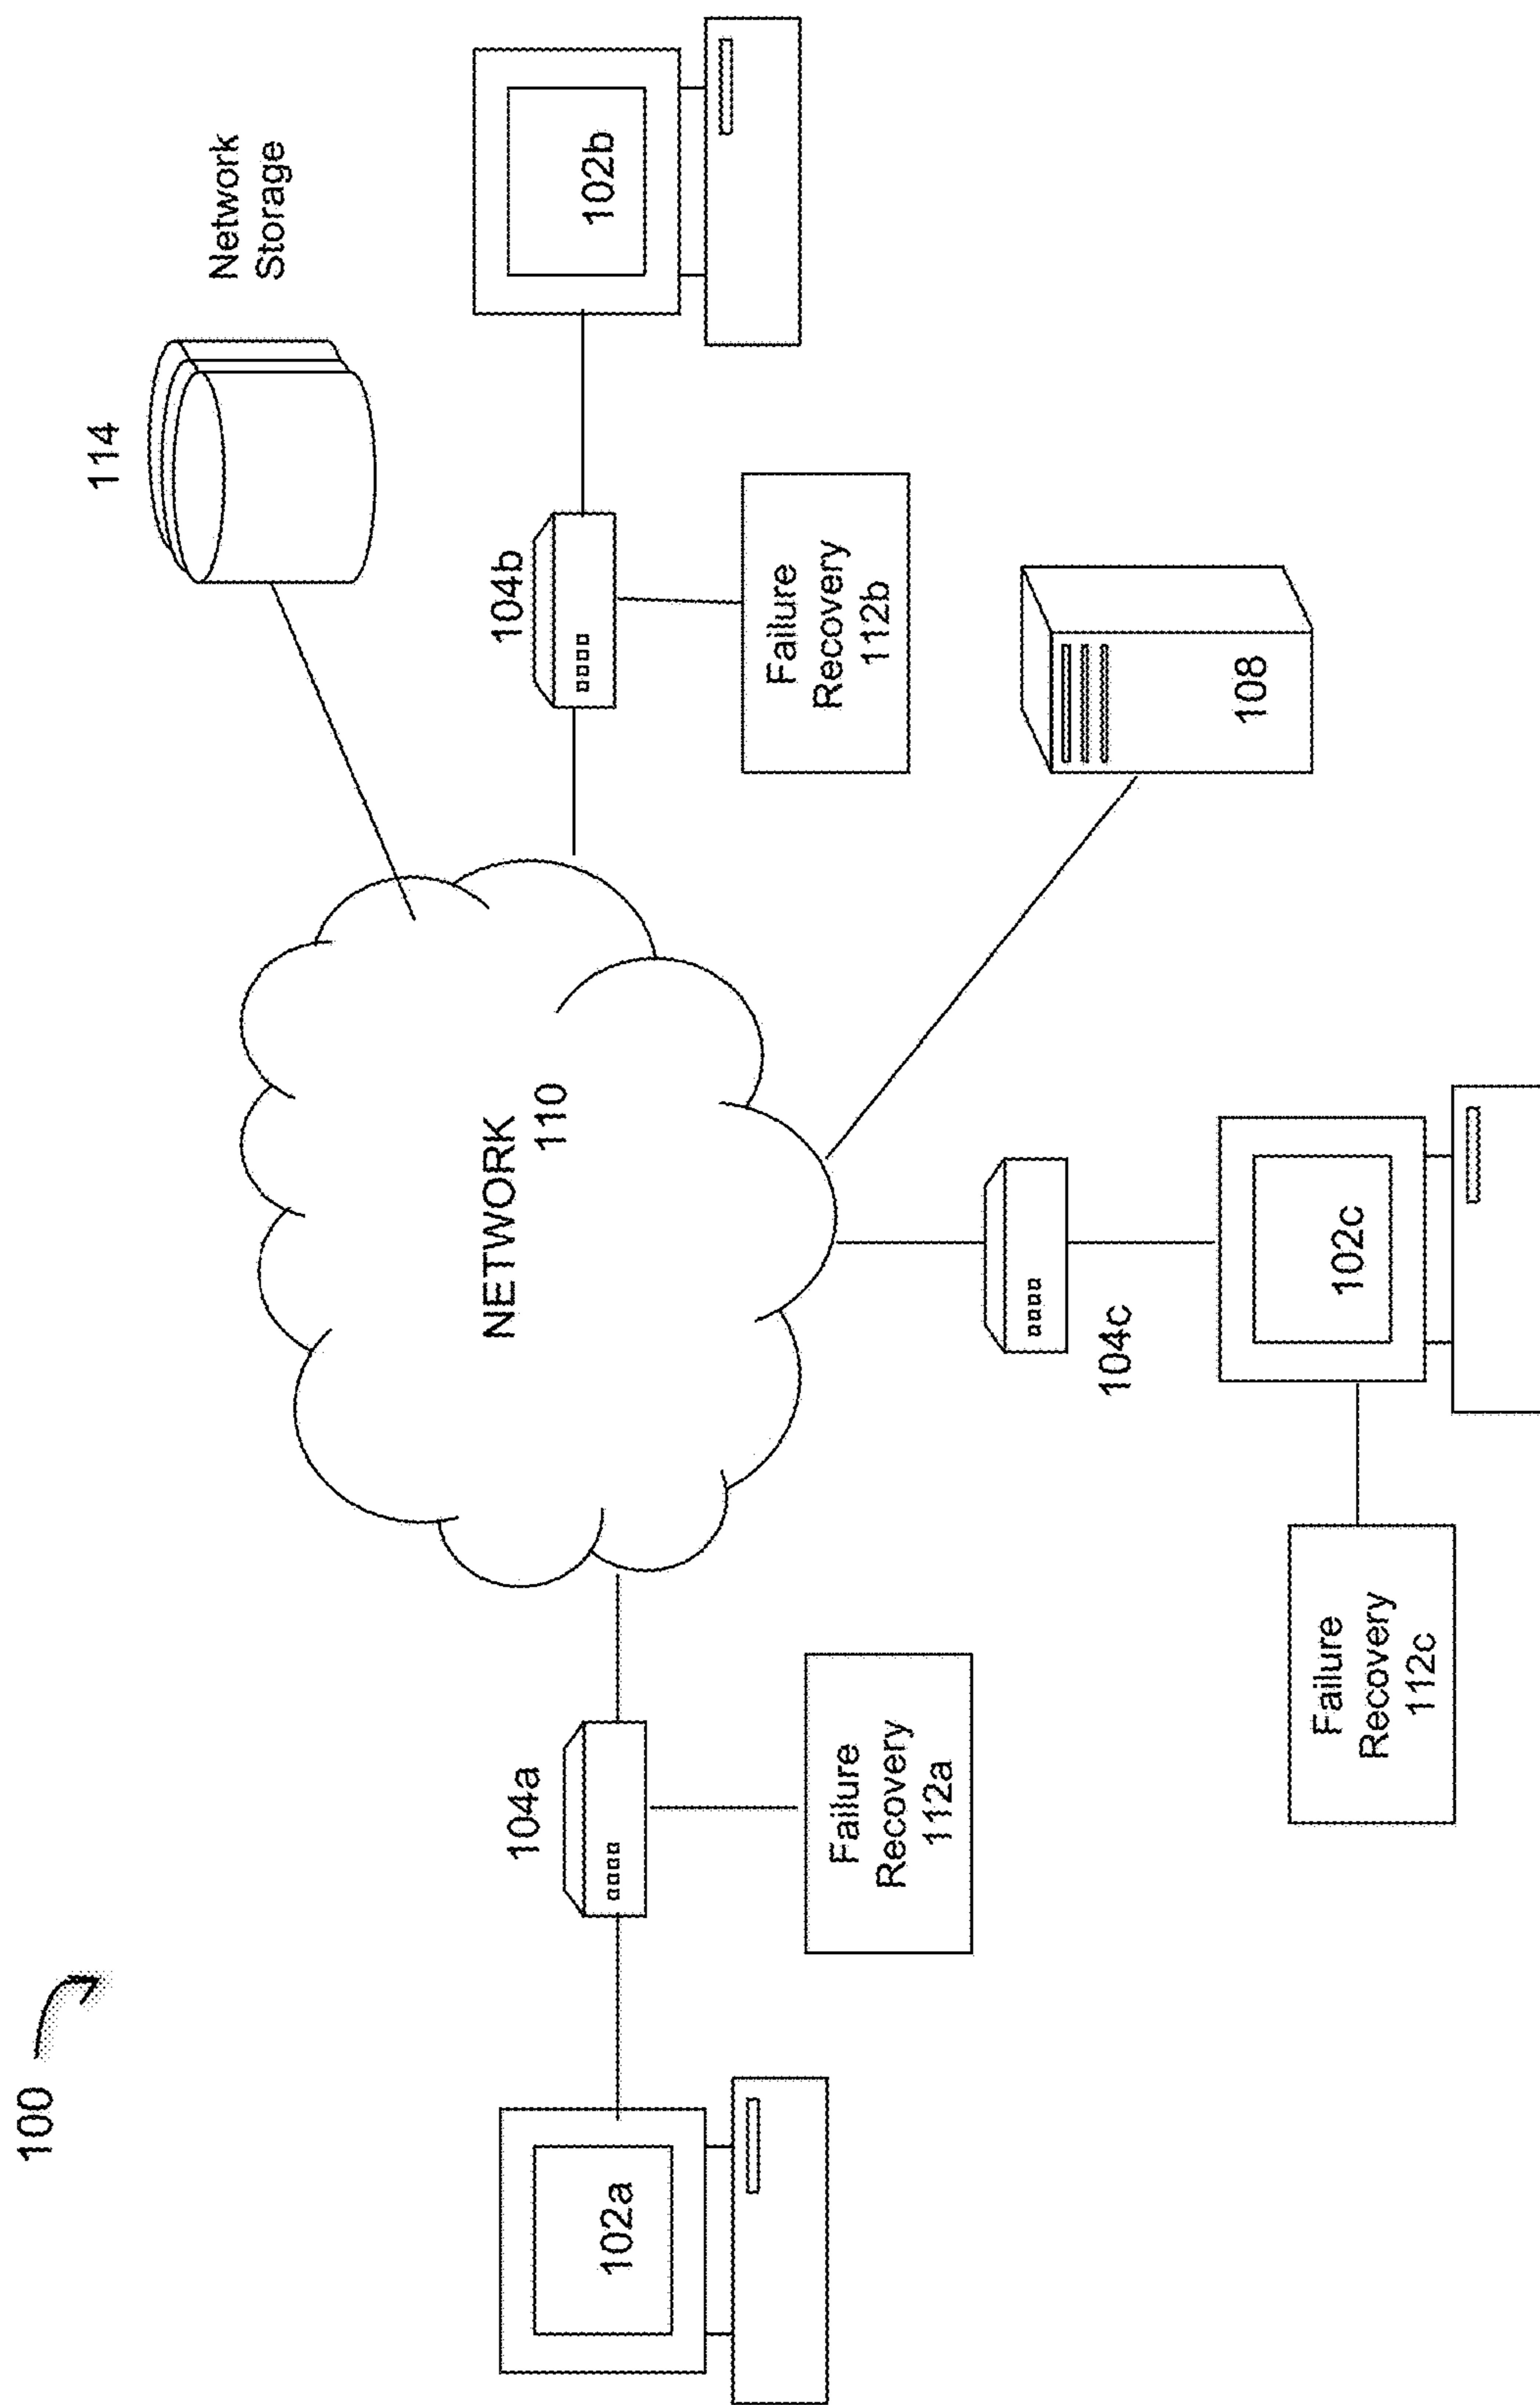 100
114
Network
Storage
104b
102b
104a
NETWORK
110
102a
Failure
Recovery
112b
Failure
Recovery
112a
108
104c
102c
Failure
Recovery
112c